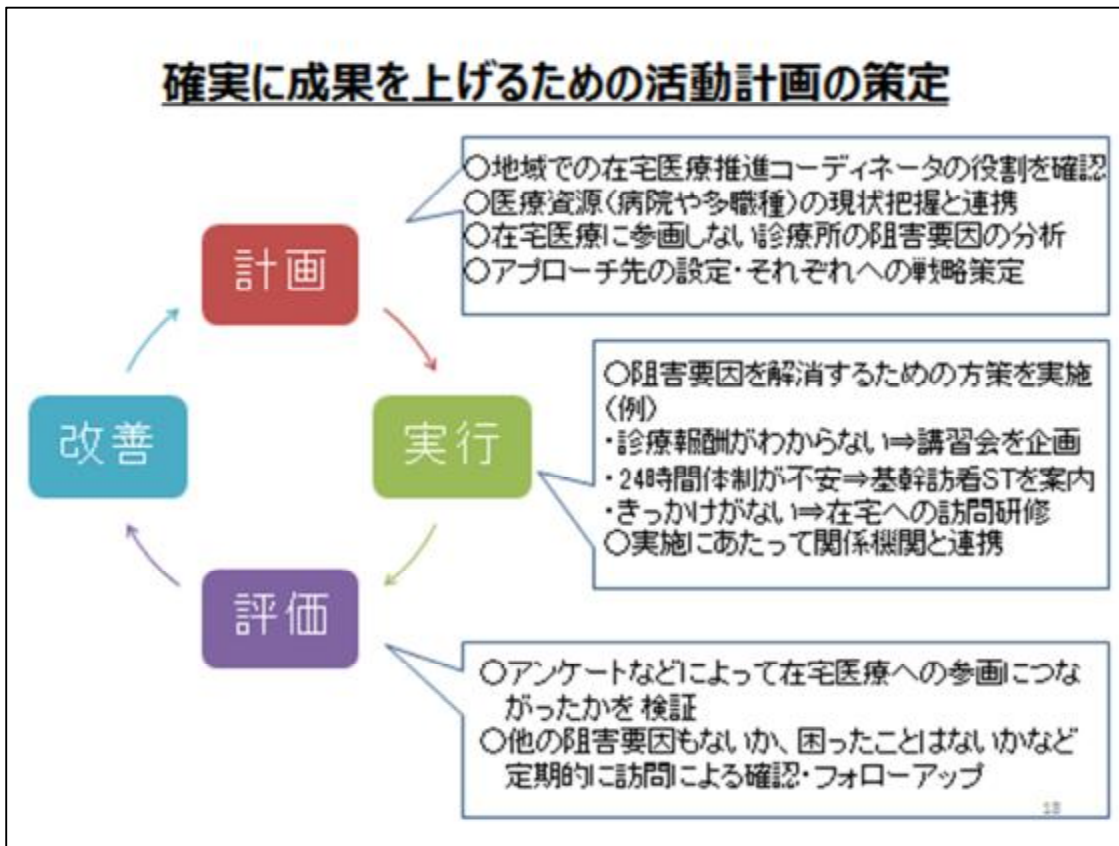 確実に成果を上げるための活動計画の策定
○地域での在宅医療推進コーディネータの役割を確認
○医療資源(病院や多職種)の現状把握と連携
○在宅医療に参画しない診療所の阻害要因の分析
○アプローチ先の設定・それぞれへの戦略策定
計画
○阻害要因を解消するための方策を実施
(例)
・診療報酬がわからない⇒講習会を企画
・24時間体制が不安⇒基幹訪看STを案内
・きっかけがない⇒在宅への訪問研修
○実施にあたって関係機関と連携
改善
実行
評価
○アンケートなどによって在宅医療への参画につな
がったかを 検証
○他の阻害要因もないか、困ったことはないかなど
定期的に訪問による確認・フォローアップ
18